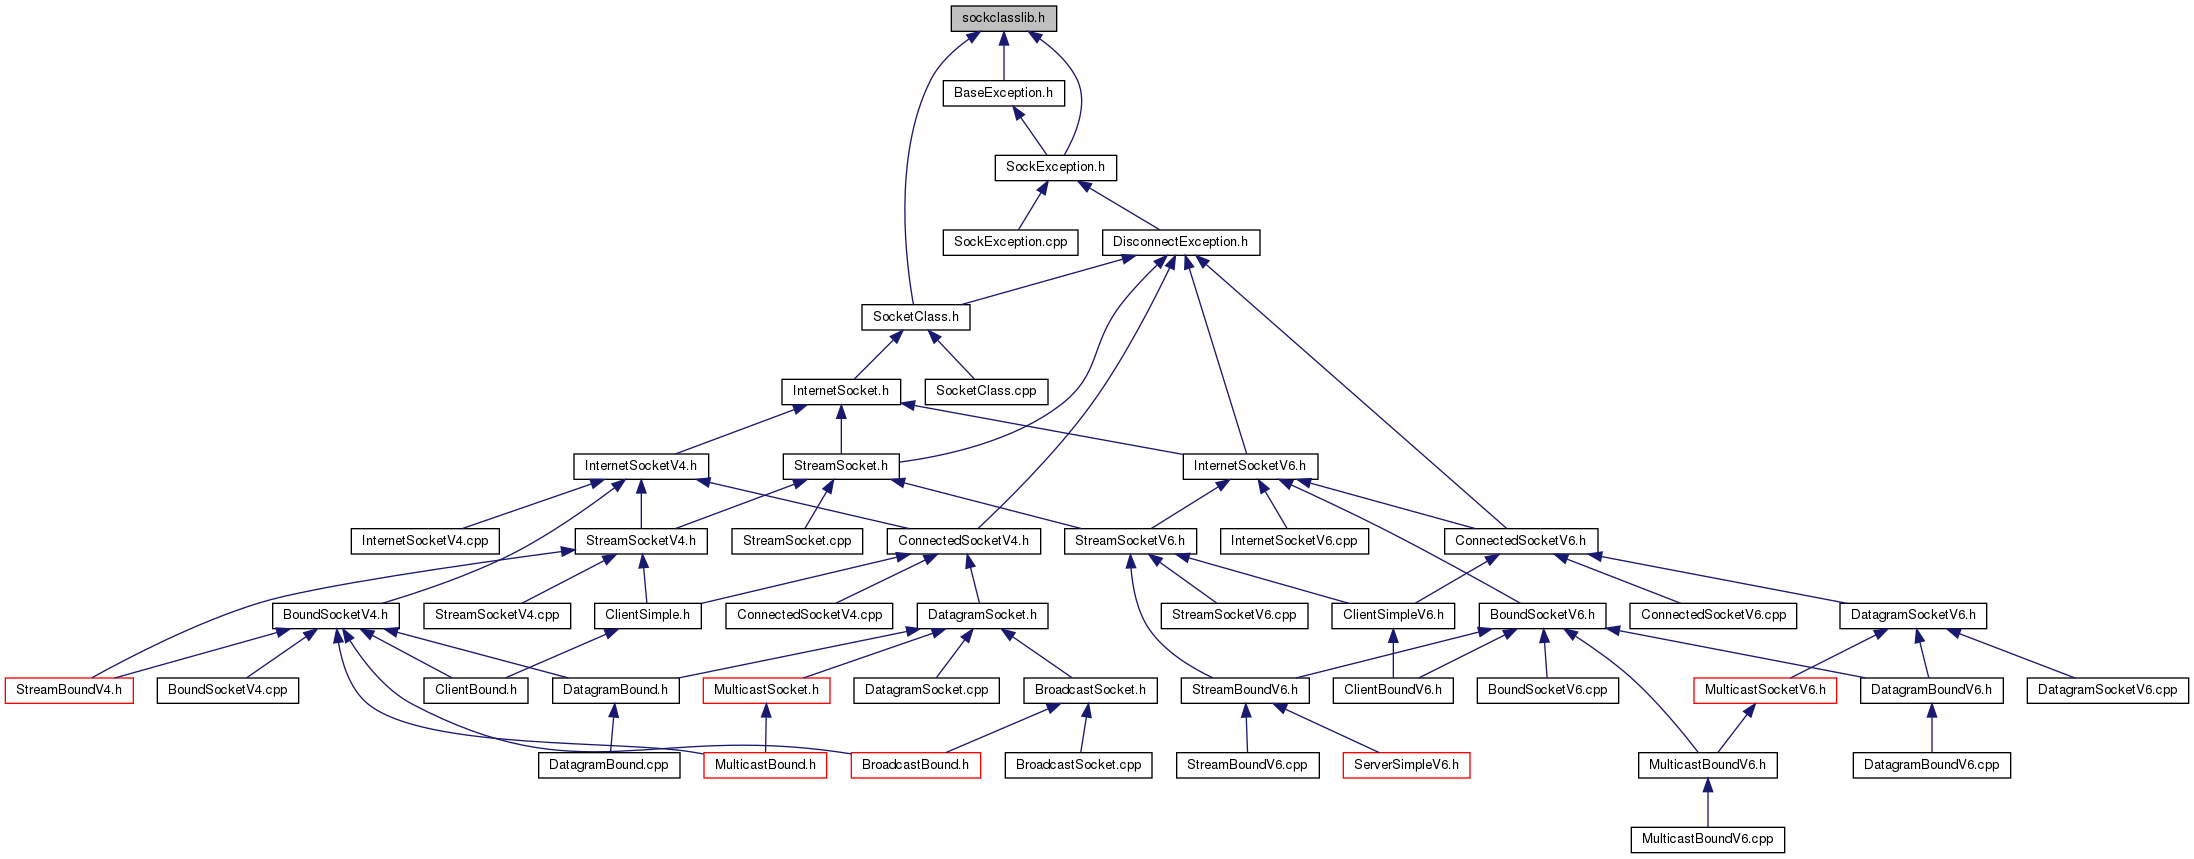 sockclasslib.h
BaseException.h
SockException.h
SockException.cpp
DisconnectException.h
SocketClass.h
InternetSocket.h
SocketClass.cpp
InternetSocketV4.h
StreamSocket.h
InternetSocketV6.h
InternetSocketV4.cpp
StreamSocketV4.h
StreamSocket.cpp
ConnectedSocketV4.h
StreamSocketV6.h
InternetSocketV6.cpp
ConnectedSocketV6.h
BoundSocketV4.h
StreamSocketV4.cpp
ClientSimple.h
ConnectedSocketV4.cpp
DatagramSocket.h
StreamSocketV6.cpp
ClientSimpleV6.h
BoundSocketV6.h
ConnectedSocketV6.cpp
DatagramSocketV6.h
StreamBoundV4.h
BoundSocketV4.cpp
ClientBound.h
DatagramBound.h
MulticastSocket.h
DatagramSocket.cpp
BroadcastSocket.h
StreamBoundV6.h
ClientBoundV6.h
BoundSocketV6.cpp
MulticastSocketV6.h
DatagramBoundV6.h
DatagramSocketV6.cpp
DatagramBound.cpp
MulticastBound.h
BroadcastBound.h
BroadcastSocket.cpp
StreamBoundV6.cpp
ServerSimpleV6.h
MulticastBoundV6.h
DatagramBoundV6.cpp
MulticastBoundV6.cpp